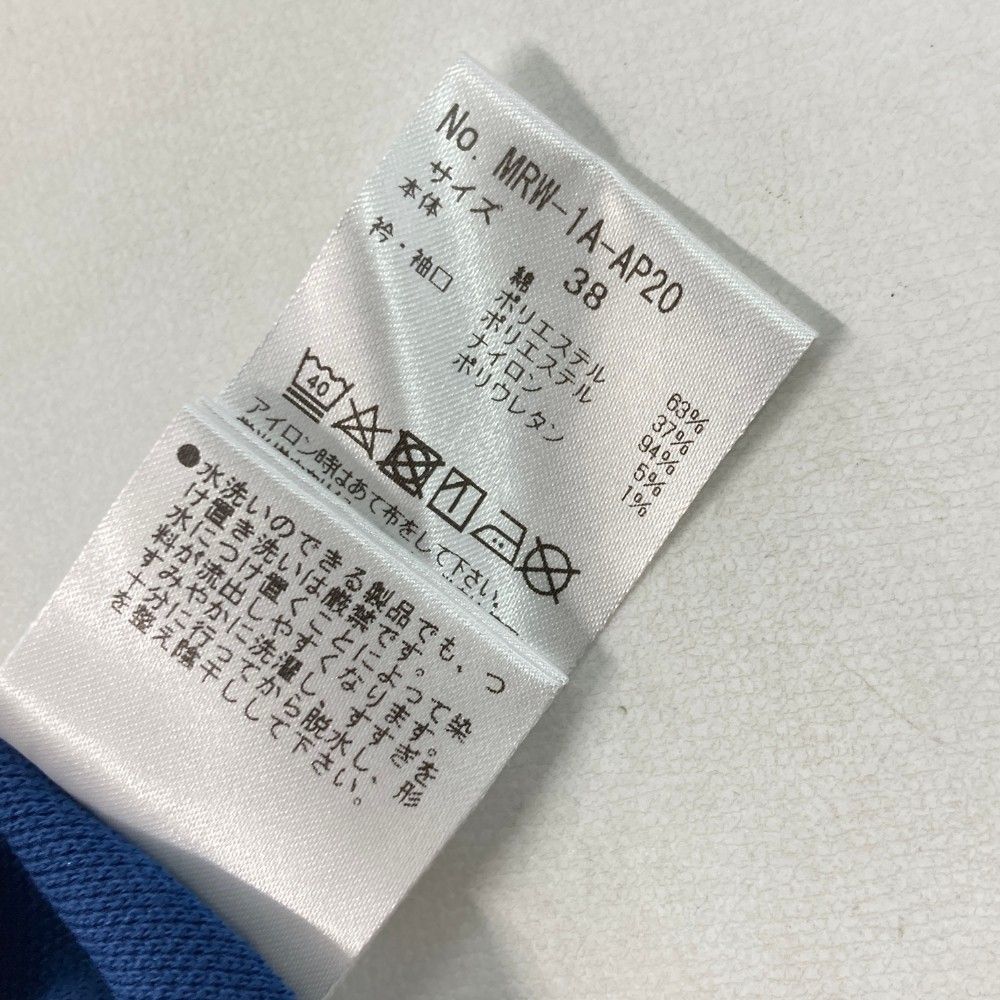 No. MRW-1A-AP20
サイズ 38
本体 綿 63%
ポリエステル 37%
衿・袖口 ポリエステル 94%
ナイロン 5%
ポリウレタン 1%
40
アイロン時はあて布をして下さい。
●水洗いのできる製品でも、つ
け置き洗いは厳禁です。
水につけ置くことによって染
料が流出しやすくなります。
すみやかに洗濯し、すすぎを
十分に行ってから脱水し、形
を整え陰干しして下さい。